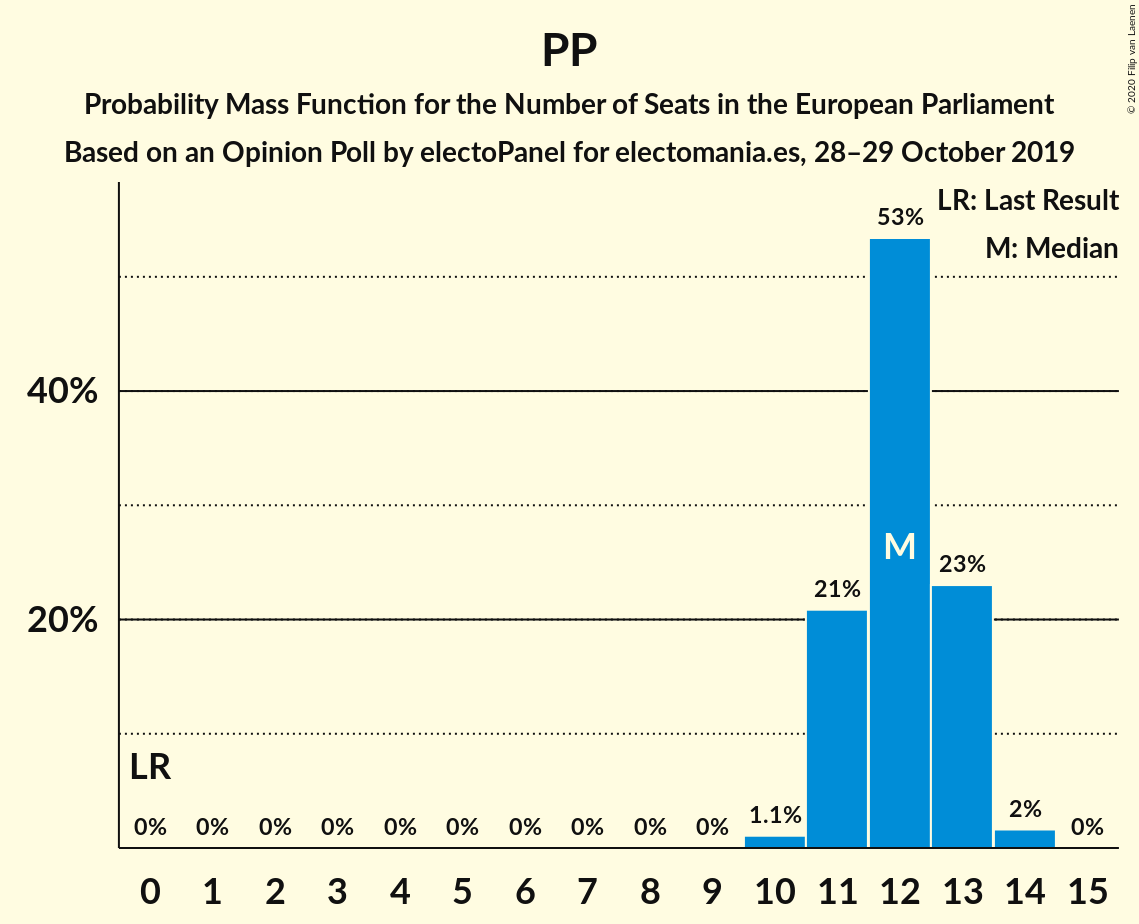 PP
Probability Mass Function for the Number of Seats in the European Parliament
Based on an Opinion Poll by electoPanel for electomania.es, 28–29 October 2019
© 2020 Filip van Laenen
LR: Last Result
M: Median
53%
40%
M
23%
21%
20%
LR
0% 0% 0% 0% 0% 0% 0% 0% 0% 0% 1.1% 2% 0%
0 1 2 3 4 5 6 7 8 9 10 11 12 13 14 15